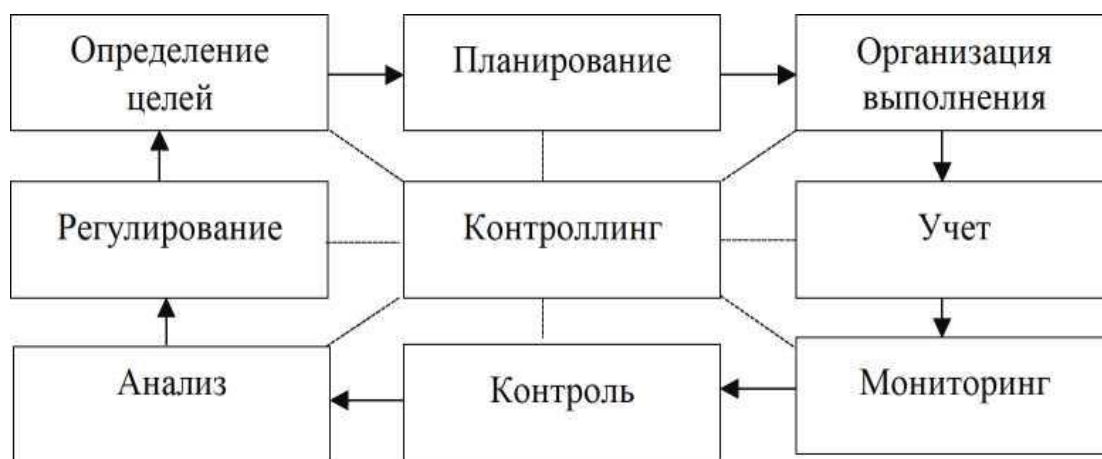 Определение
целей
Планирование
Организация
выполнения
Регулирование
Контроллинг
Учет
Анализ
Контроль
Мониторинг